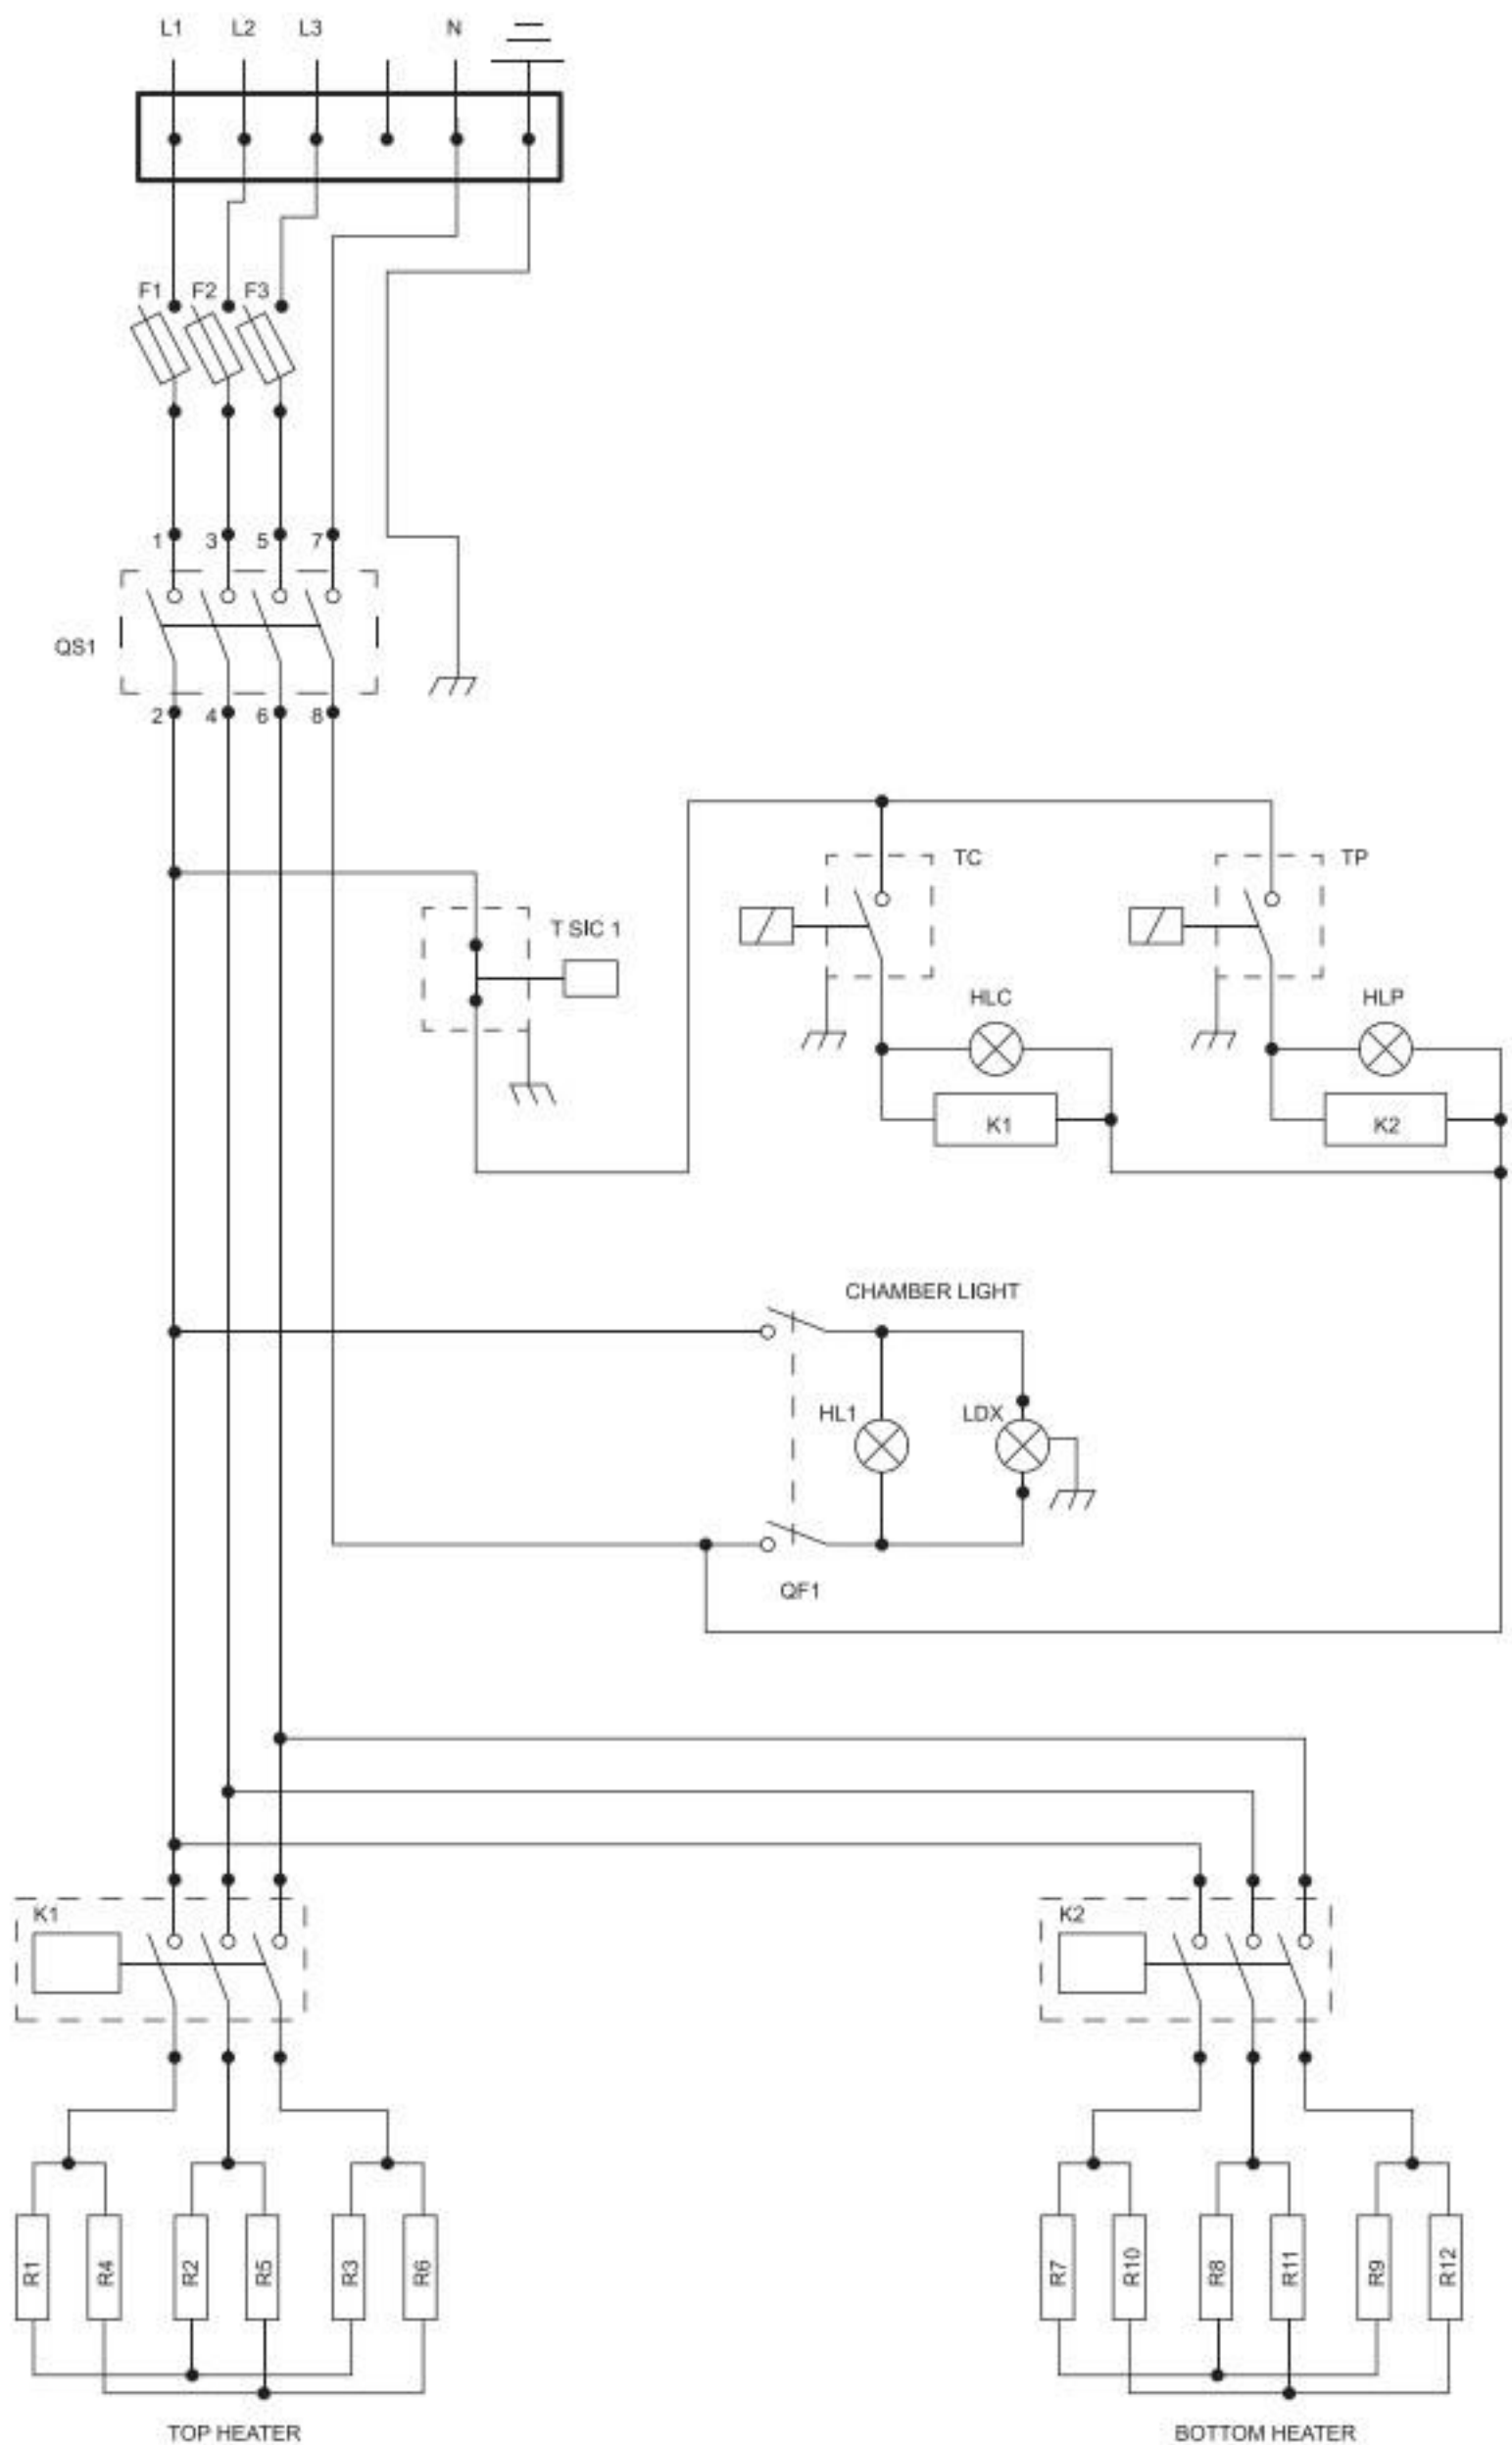 L1 L2 L3 N
F1 F2 F3
1 3 5 7
QS1
2 4 6 8
TC TP
T SIC 1
HLC HLP
K1 K2
CHAMBER LIGHT
HL1 LDX
QF1
K1 K2
R1 R4 R2 R5 R3 R6 R7 R10 R8 R11 R9 R12
TOP HEATER BOTTOM HEATER